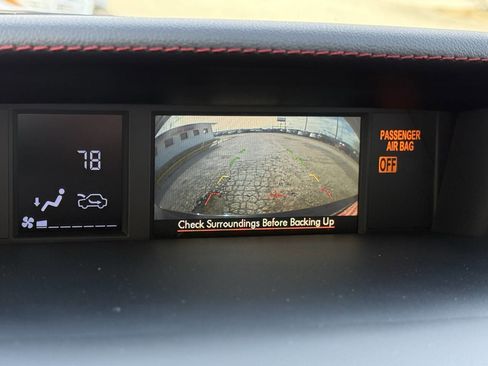 78
PASSENGER
AIR BAG
OFF
Check Surroundings Before Backing Up